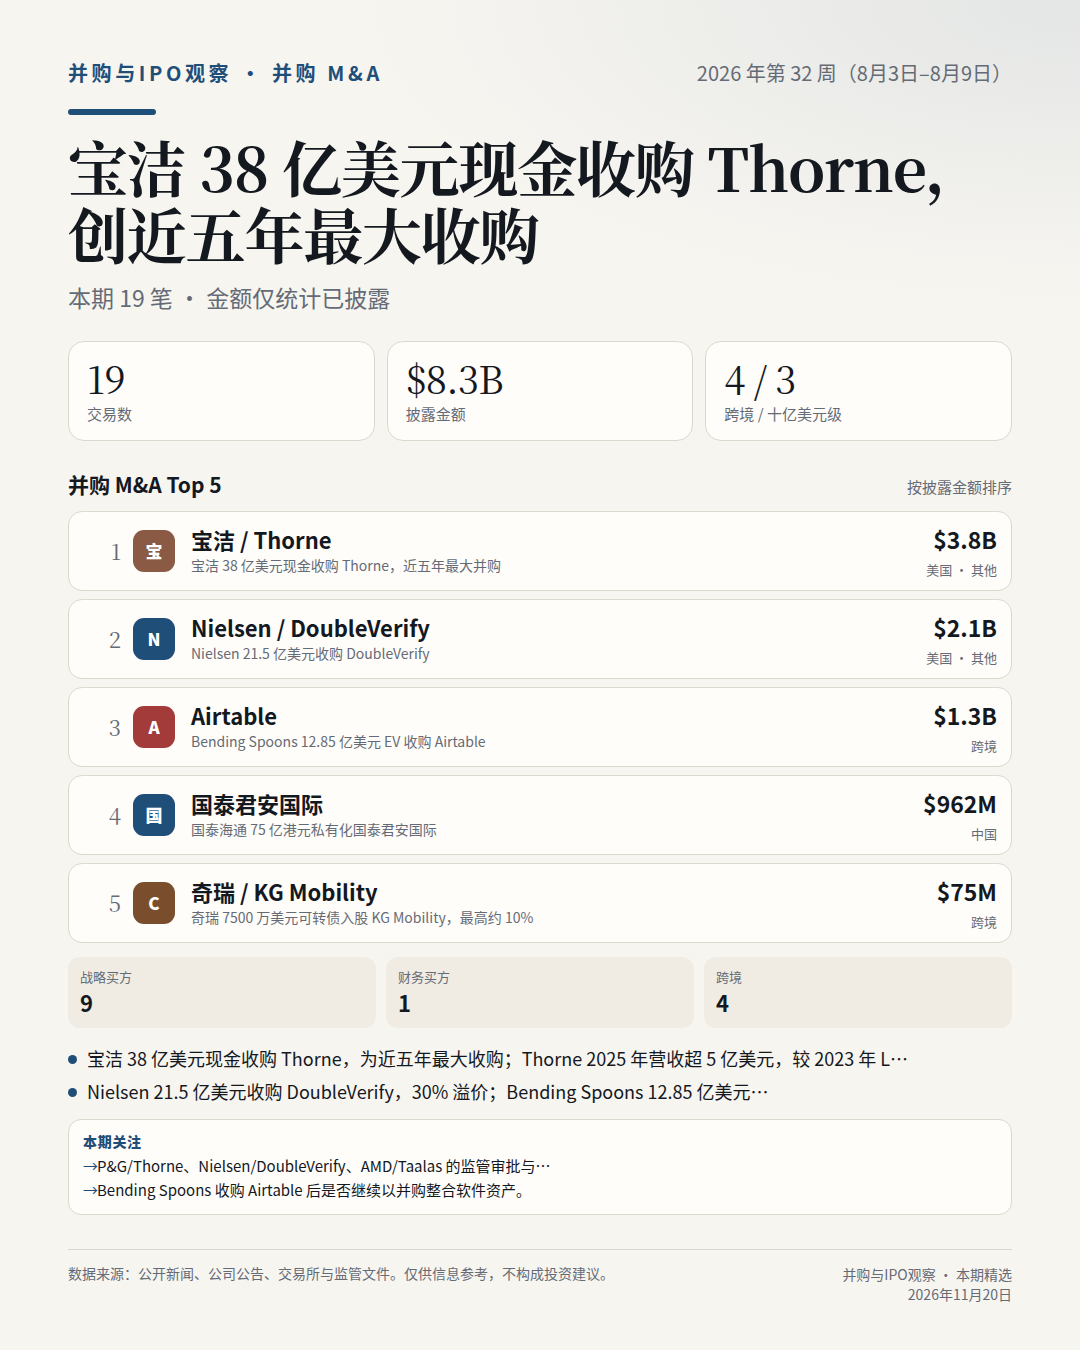 并购与IPO观察 · 并购 M&A
2026 年第 32 周（8月3日–8月9日）
宝洁 38 亿美元现金收购 Thorne,
创近五年最大收购
本期 19 笔 · 金额仅统计已披露
19
交易数
$8.3B
披露金额
4 / 3
跨境 / 十亿美元级
并购 M&A Top 5
按披露金额排序
1
宝
宝洁 / Thorne
宝洁 38 亿美元现金收购 Thorne，近五年最大并购
$3.8B
美国 · 其他
2
N
Nielsen / DoubleVerify
Nielsen 21.5 亿美元收购 DoubleVerify
$2.1B
美国 · 其他
3
A
Airtable
Bending Spoons 12.85 亿美元 EV 收购 Airtable
$1.3B
跨境
4
国
国泰君安国际
国泰海通 75 亿港元私有化国泰君安国际
$962M
中国
5
C
奇瑞 / KG Mobility
奇瑞 7500 万美元可转债入股 KG Mobility，最高约 10%
$75M
跨境
战略买方
9
财务买方
1
跨境
4
宝洁 38 亿美元现金收购 Thorne，为近五年最大收购；Thorne 2025 年营收超 5 亿美元，较 2023 年 L…
Nielsen 21.5 亿美元收购 DoubleVerify，30% 溢价；Bending Spoons 12.85 亿美元…
本期关注
→P&G/Thorne、Nielsen/DoubleVerify、AMD/Taalas 的监管审批与…
→Bending Spoons 收购 Airtable 后是否继续以并购整合软件资产。
数据来源：公开新闻、公司公告、交易所与监管文件。仅供信息参考，不构成投资建议。
并购与IPO观察 · 本期精选
2026年11月20日